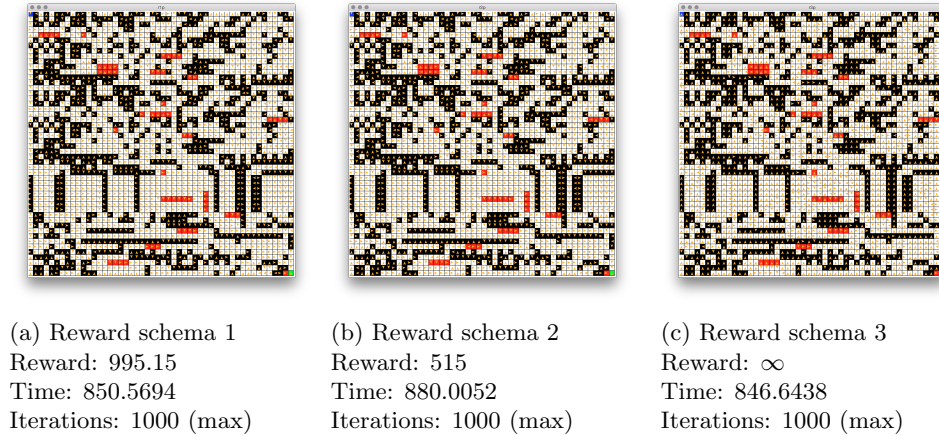 (a) Reward schema 1
Reward: 995.15
Time: 850.5694
Iterations: 1000 (max)
(b) Reward schema 2
Reward: 515
Time: 880.0052
Iterations: 1000 (max)
(c) Reward schema 3
Reward: ∞
Time: 846.6438
Iterations: 1000 (max)